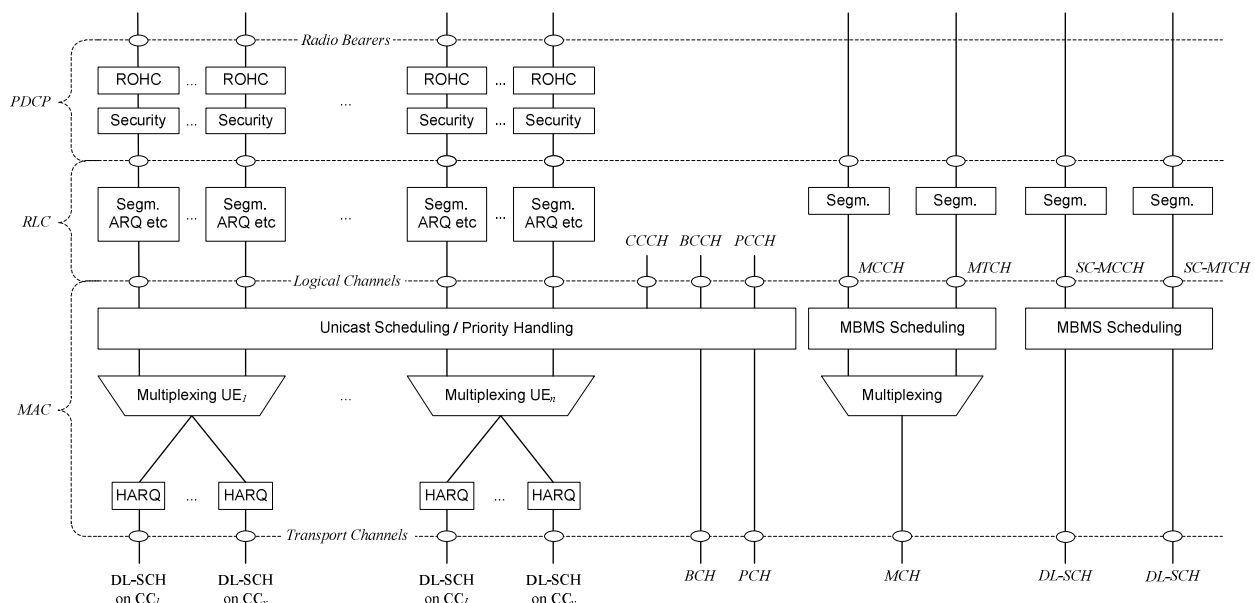 Radio Bearers
ROHC ... ROHC ROHC ... ROHC
...
PDCP
Security ... Security Security ... Security
Segm. Segm. Segm. Segm.
ARQ etc ... ARQ etc ... ARQ etc ... ARQ etc
Segm. Segm. Segm. Segm.
RLC
CCCH BCCH PCCH
MCCH MTCH SC-MCCH SC-MTCH
Logical Channels
Unicast Scheduling / Priority Handling MBMS Scheduling MBMS Scheduling
Multiplexing UE1 ... Multiplexing UEn Multiplexing
MAC
HARQ ... HARQ HARQ ... HARQ
Transport Channels
DL-SCH DL-SCH DL-SCH DL-SCH BCH PCH MCH DL-SCH DL-SCH
on CC1 on CCn on CC1 on CCn